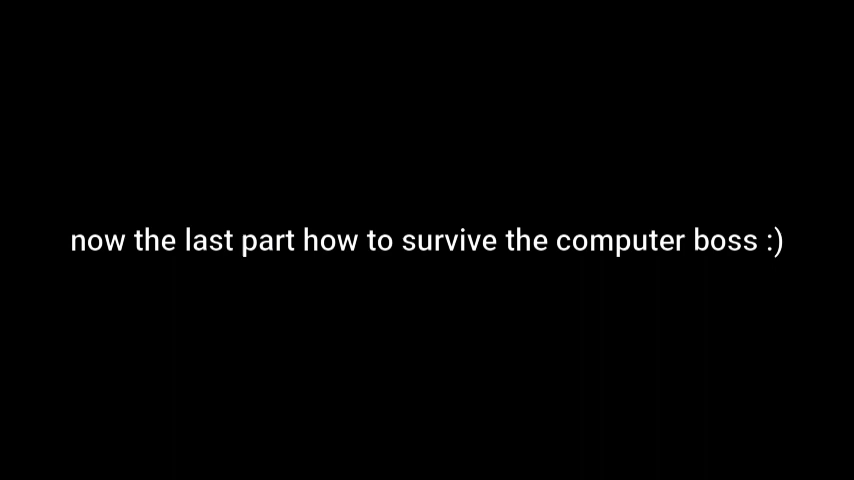 now the last part how to survive the computer boss :)